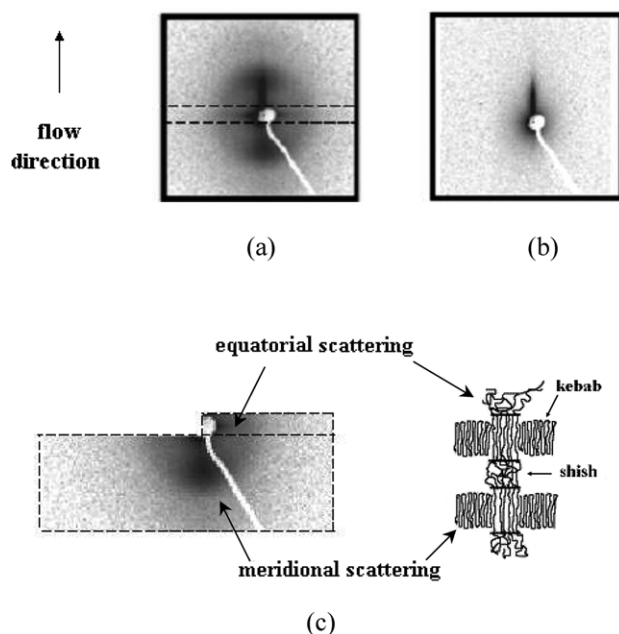 flow
direction
(a)
(b)
equatorial scattering
kebab
shish
meridional scattering
(c)